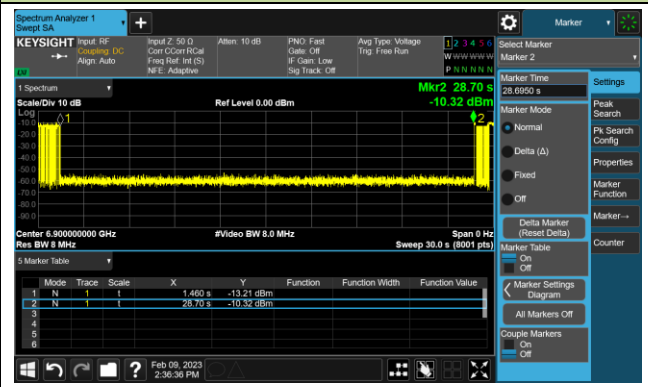 Spectrum Analyzer 1
Swept SA
+
Marker
KEYSIGHT
Input: RF
Coupling: DC
Align: Auto
Input Z: 50 Ω
Corr CCorr RCal
Freq Ref: Int (S)
NFE: Adaptive
Atten: 10 dB
PNO: Fast
Gate: Off
IF Gain: Low
Sig Track: Off
Avg Type: Voltage
Trig: Free Run
1 2 3 4 5 6
W W W W W W
P N N N N N
Select Marker
Marker 2
1 Spectrum
Mkr2 28.70 s
Scale/Div 10 dB
Ref Level 0.00 dBm
-10.32 dBm
Log
-10.0
-20.0
-30.0
-40.0
-50.0
-60.0
-70.0
-80.0
-90.0
1
2
Center 6.900000000 GHz
#Video BW 8.0 MHz
Span 0 Hz
Res BW 8 MHz
Sweep 30.0 s (8001 pts)
5 Marker Table
Mode Trace Scale X Y Function Function Width Function Value
1 N 1 t 1.460 s -13.21 dBm
2 N 1 t 28.70 s -10.32 dBm
3
4
5
6
Marker Time
28.6950 s
Marker Mode
Normal
Delta (Δ)
Fixed
Off
Delta Marker
(Reset Delta)
Marker Table
On
Off
Marker Settings
Diagram
All Markers Off
Couple Markers
On
Off
Settings
Peak
Search
Pk Search
Config
Properties
Marker
Function
Marker→
Counter
?
Feb 09, 2023
2:36:36 PM